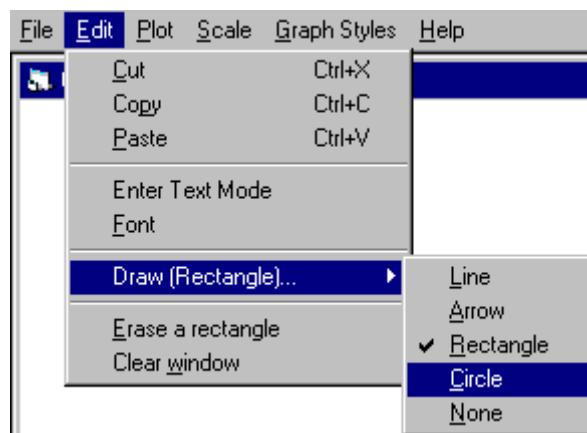 File Edit Plot Scale Graph Styles Help
Cut Ctrl+X
Copy Ctrl+C
Paste Ctrl+V
Enter Text Mode
Font
Draw (Rectangle)...
Erase a rectangle
Clear window
Line
Arrow
Rectangle
Circle
None